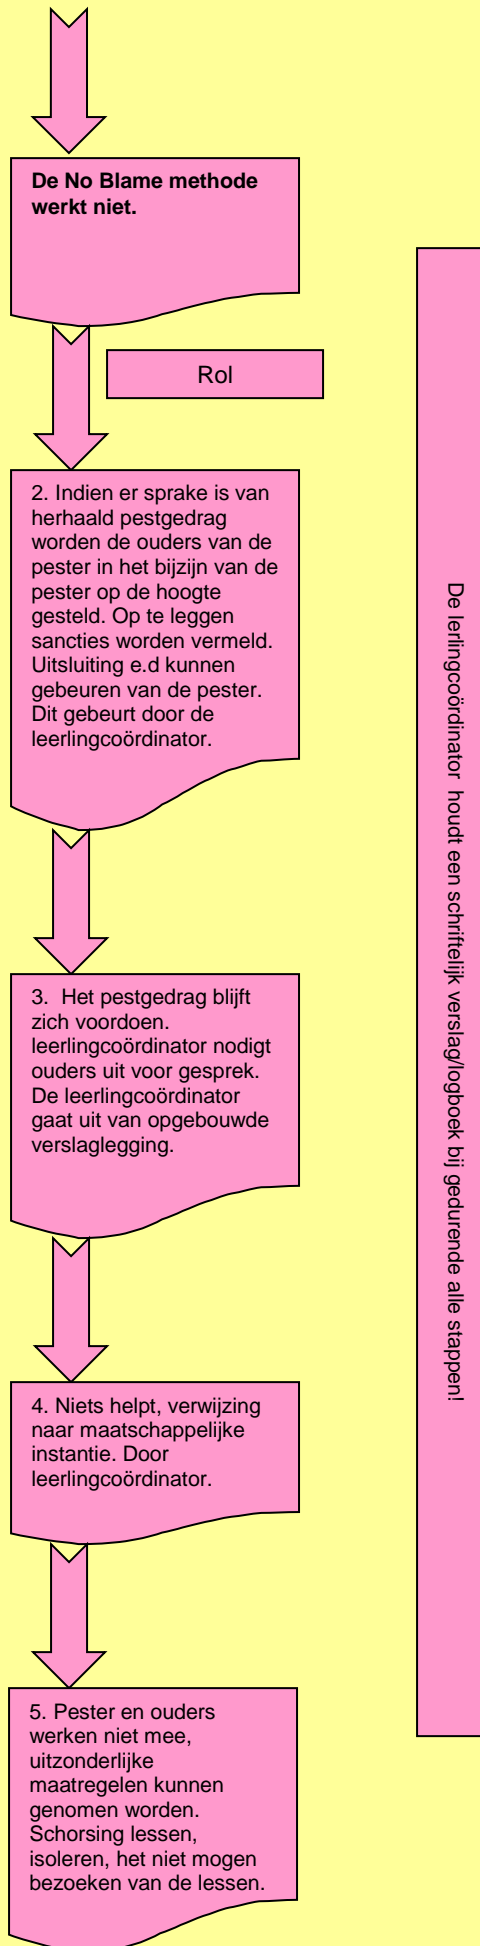 De No Blame methode
werkt niet.
Rol
2. Indien er sprake is van
herhaald pestgedrag
worden de ouders van de
pester in het bijzijn van de
pester op de hoogte
gesteld. Op te leggen
sancties worden vermeld.
Uitsluiting e.d kunnen
gebeuren van de pester.
Dit gebeurt door de
leerlingcoördinator.
3.  Het pestgedrag blijft
zich voordoen.
leerlingcoördinator nodigt
ouders uit voor gesprek.
De leerlingcoördinator
gaat uit van opgebouwde
verslaglegging.
4. Niets helpt, verwijzing
naar maatschappelijke
instantie. Door
leerlingcoördinator.
5. Pester en ouders
werken niet mee,
uitzonderlijke
maatregelen kunnen
genomen worden.
Schorsing lessen,
isoleren, het niet mogen
bezoeken van de lessen.
De lerlingcoördinator  houdt een schriftelijk verslag/logboek bij gedurende alle stappen!